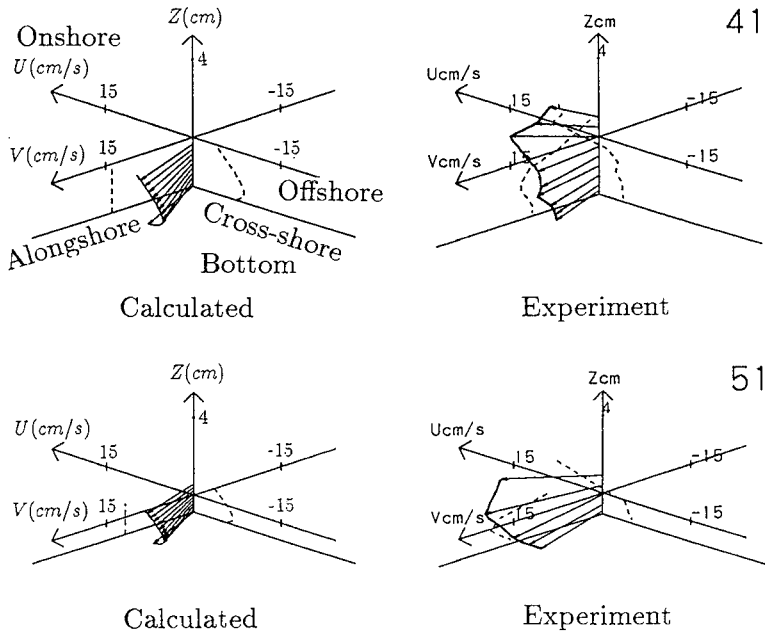 Z(cm)
4
Onshore
U(cm/s)
15
-15
V(cm/s)
15
-15
Offshore
Alongshore
Cross-shore
Bottom
Calculated
Zcm
41
4
Ucm/s
15
-15
Vcm/s
15
-15
Experiment
Z(cm)
4
U(cm/s)
15
-15
V(cm/s)
15
-15
Calculated
Zcm
51
4
Ucm/s
15
-15
Vcm/s
15
-15
Experiment